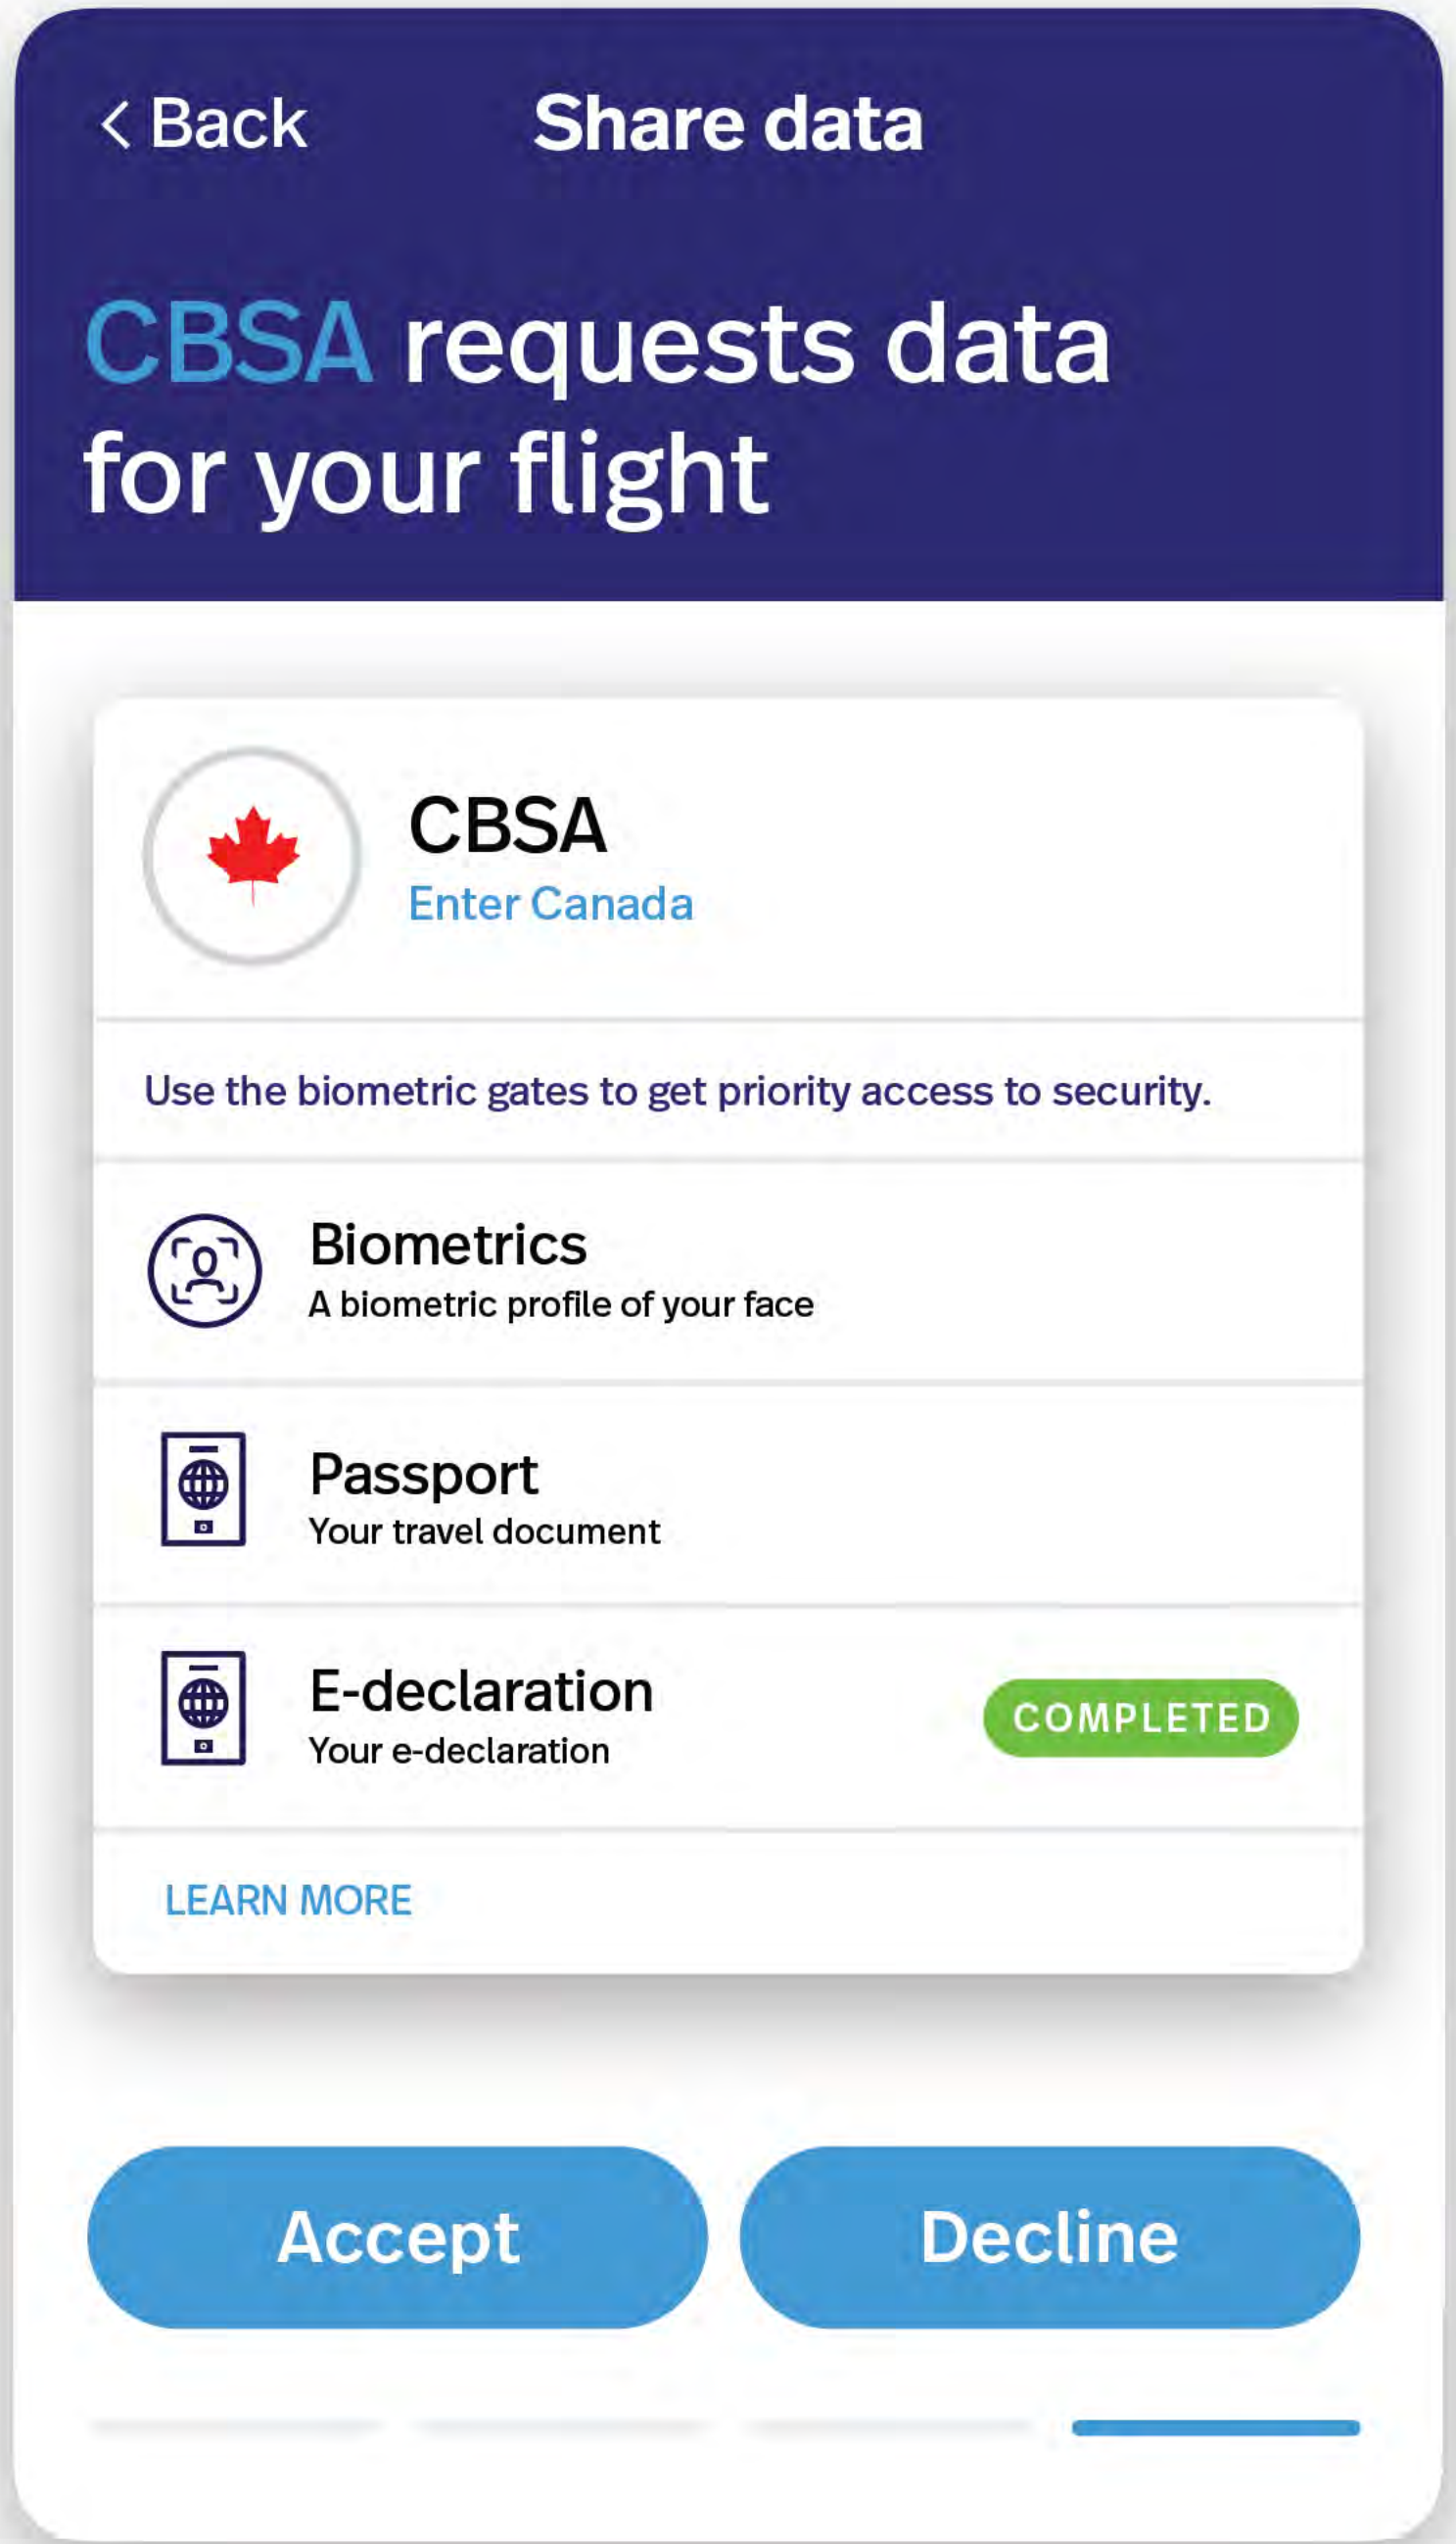 Back
Share data
CBSA requests data
for your flight
CBSA
Enter Canada
Use the biometric gates to get priority access to security.
Biometrics
A biometric profile of your face
Passport
Your travel document
E-declaration
Your e-declaration
COMPLETED
LEARN MORE
Accept
Decline